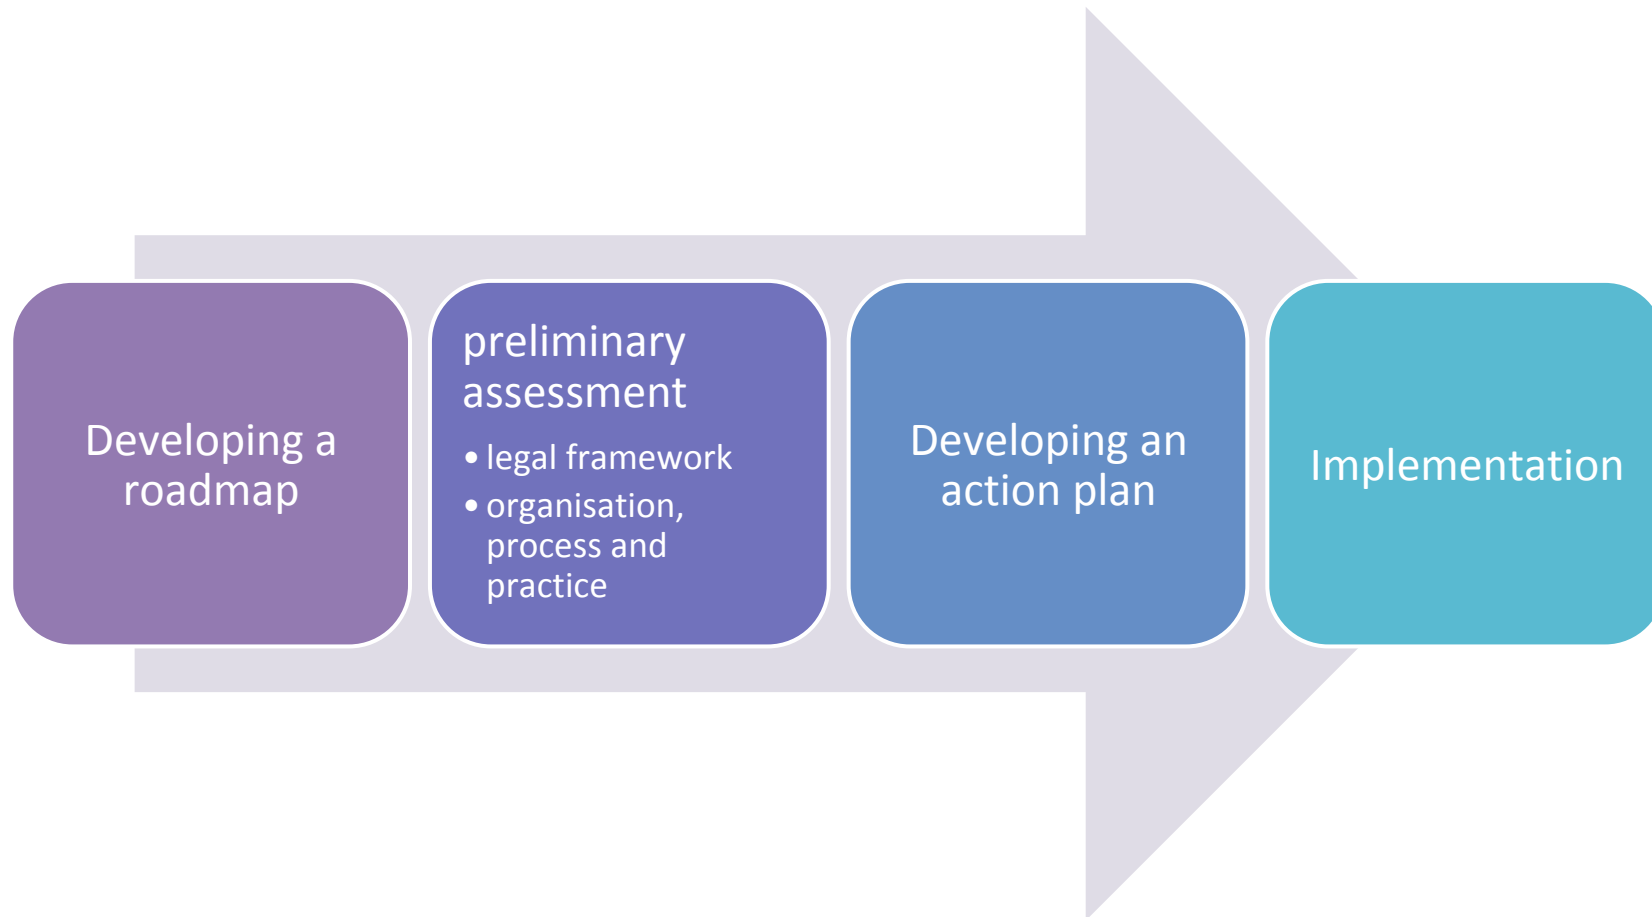 Developing a
roadmap
preliminary
assessment
• legal framework
• organisation,
process and
practice
Developing an
action plan
Implementation